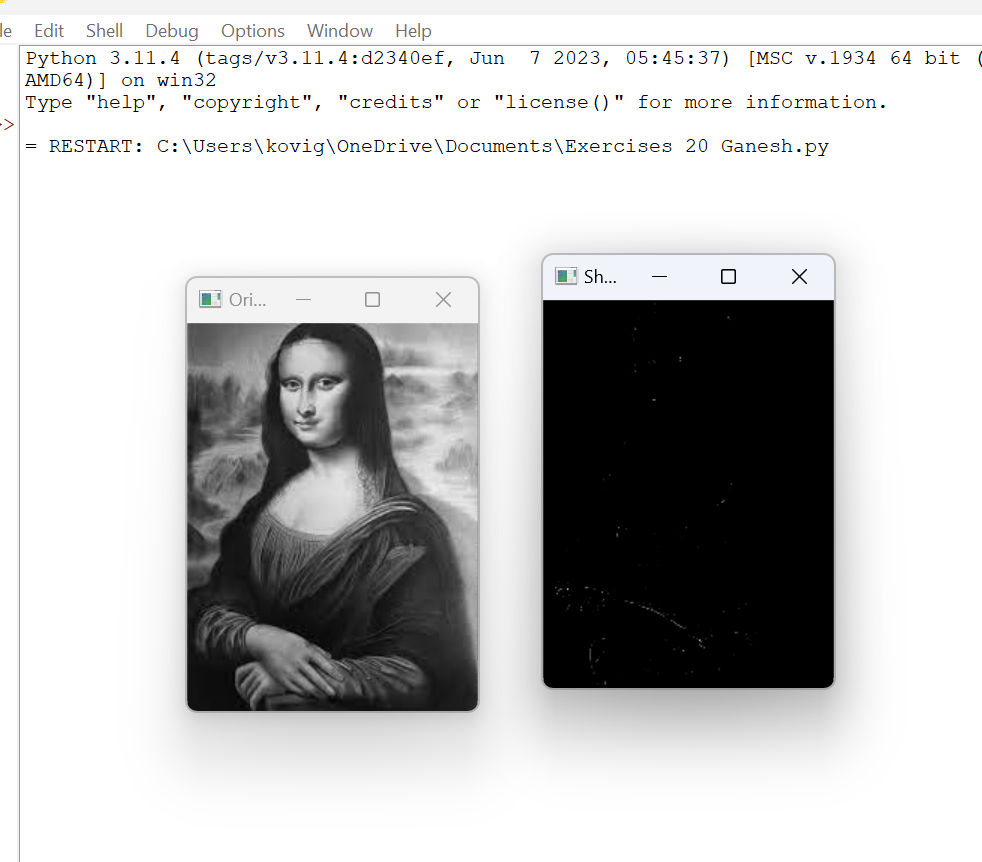 le Edit Shell Debug Options Window Help
Python 3.11.4 (tags/v3.11.4:d2340ef, Jun  7 2023, 05:45:37) [MSC v.1934 64 bit (
AMD64)] on win32
Type "help", "copyright", "credits" or "license()" for more information.
>>
= RESTART: C:\Users\kovig\OneDrive\Documents\Exercises 20 Ganesh.py
Sh...
Ori...